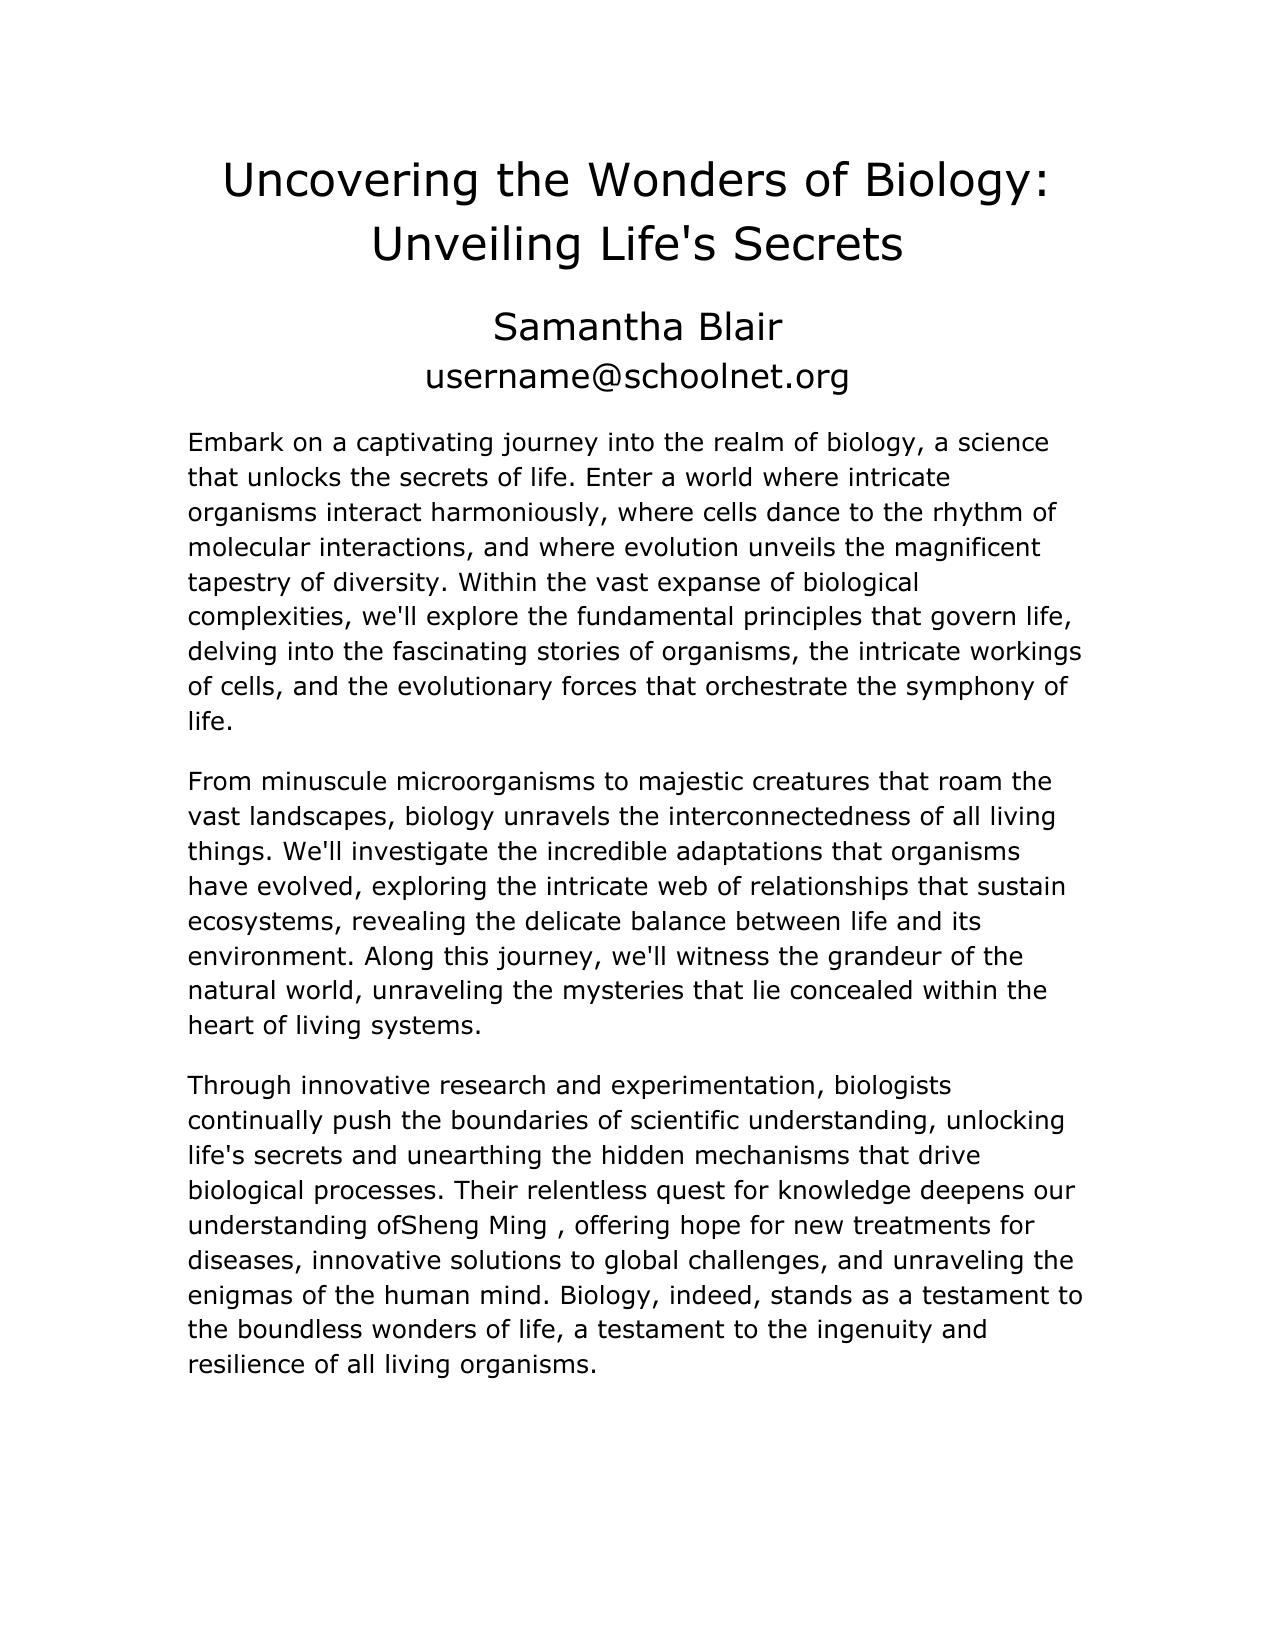 Uncovering the Wonders of Biology:
Unveiling Life's Secrets
Samantha Blair
username@schoolnet.org
Embark on a captivating journey into the realm of biology, a science
that unlocks the secrets of life. Enter a world where intricate
organisms interact harmoniously, where cells dance to the rhythm of
molecular interactions, and where evolution unveils the magnificent
tapestry of diversity. Within the vast expanse of biological
complexities, we'll explore the fundamental principles that govern life,
delving into the fascinating stories of organisms, the intricate workings
of cells, and the evolutionary forces that orchestrate the symphony of
life.
From minuscule microorganisms to majestic creatures that roam the
vast landscapes, biology unravels the interconnectedness of all living
things. We'll investigate the incredible adaptations that organisms
have evolved, exploring the intricate web of relationships that sustain
ecosystems, revealing the delicate balance between life and its
environment. Along this journey, we'll witness the grandeur of the
natural world, unraveling the mysteries that lie concealed within the
heart of living systems.
Through innovative research and experimentation, biologists
continually push the boundaries of scientific understanding, unlocking
life's secrets and unearthing the hidden mechanisms that drive
biological processes. Their relentless quest for knowledge deepens our
understanding ofSheng Ming , offering hope for new treatments for
diseases, innovative solutions to global challenges, and unraveling the
enigmas of the human mind. Biology, indeed, stands as a testament to
the boundless wonders of life, a testament to the ingenuity and
resilience of all living organisms.